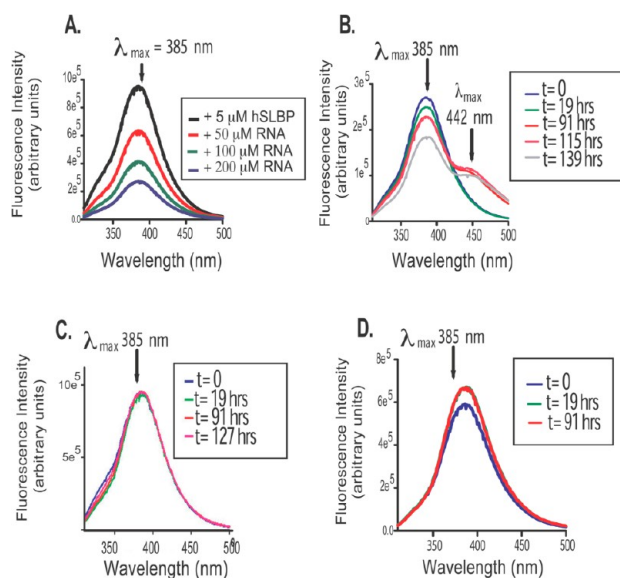 A.
λ max = 385 nm
Fluorescence Intensity
(arbitrary units)
10e⁵
8e⁵
6e⁵
4e⁵
2e⁵
0.0
350 400 450 500
Wavelength (nm)
+ 5 µM hSLBP
+ 50 µM RNA
+ 100 µM RNA
+ 200 µM RNA
B.
λ max 385 nm
λ max
442 nm
Fluorescence Intensity
(arbitrary units)
3e⁵
2e⁵
1e⁵
0
350 400 450 500
Wavelength (nm)
t= 0
t= 19 hrs
t= 91 hrs
t= 115 hrs
t= 139 hrs
C.
λ max 385 nm
Fluorescence Intensity
(arbitrary units)
10e⁵
5e⁵
350 400 450 500
Wavelength (nm)
t= 0
t= 19 hrs
t= 91 hrs
t= 127 hrs
D.
λ max 385 nm
Fluorescence Intensity
(arbitrary units)
8e⁵
6e⁵
4e⁵
2e⁵
0
350 400 450 500
Wavelength (nm)
t= 0
t= 19 hrs
t= 91 hrs